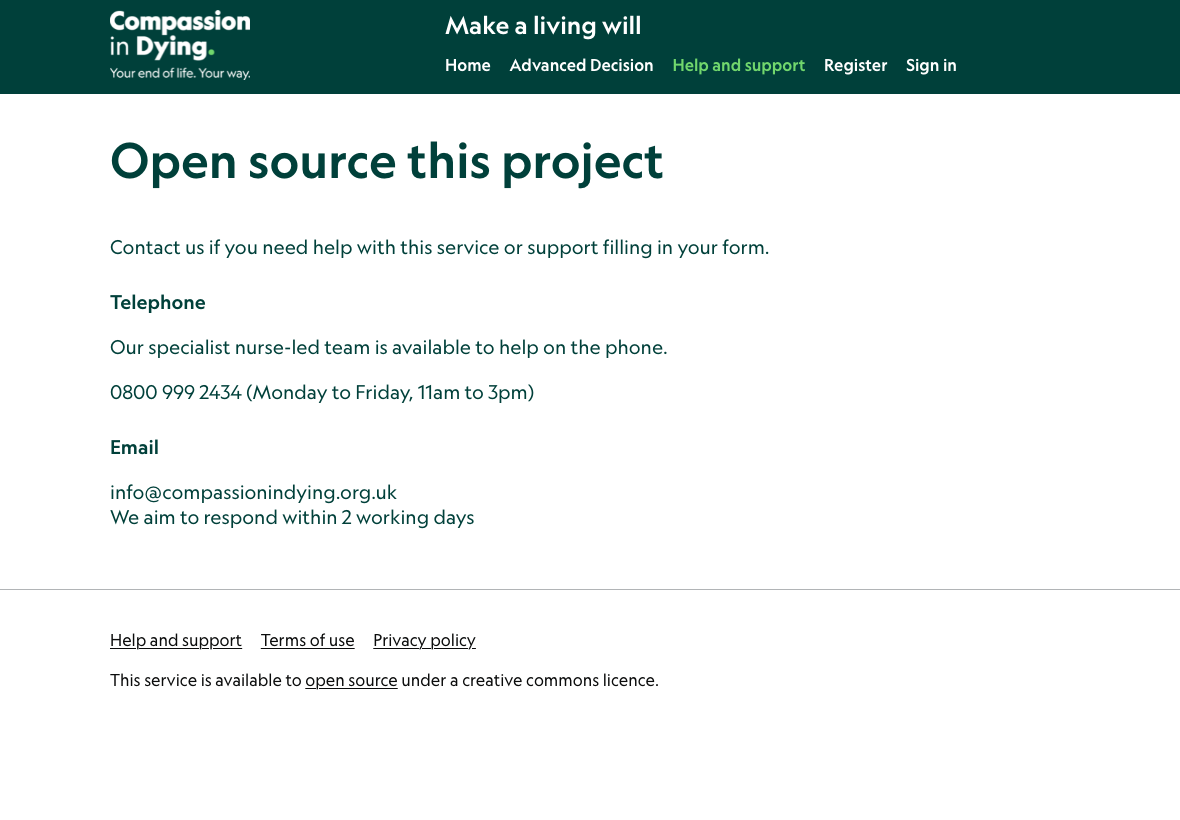 Compassion
in Dying.
Your end of life. Your way.
Make a living will
Home Advanced Decision Help and support Register Sign in
Open source this project
Contact us if you need help with this service or support filling in your form.
Telephone
Our specialist nurse-led team is available to help on the phone.
0800 999 2434 (Monday to Friday, 11am to 3pm)
Email
info@compassionindying.org.uk
We aim to respond within 2 working days
Help and support Terms of use Privacy policy
This service is available to open source under a creative commons licence.